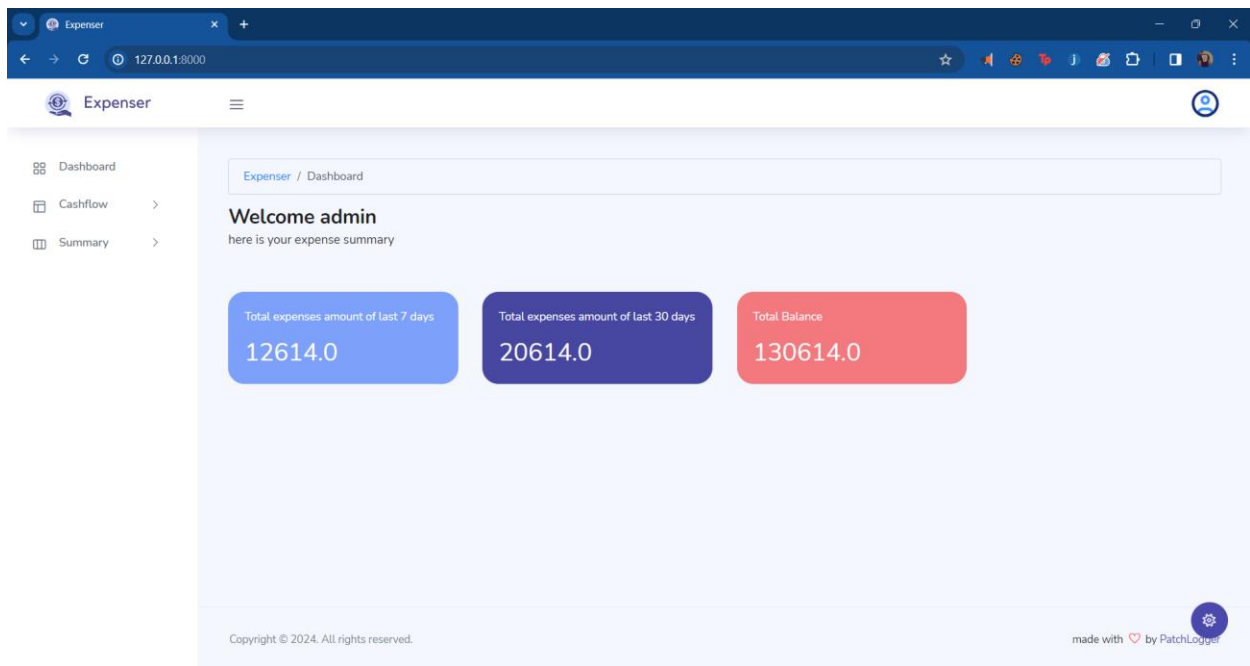 Expenser
127.0.0.1:8000
Expenser
Dashboard
Cashflow
Summary
Expenser / Dashboard
Welcome admin
here is your expense summary
Total expenses amount of last 7 days
12614.0
Total expenses amount of last 30 days
20614.0
Total Balance
130614.0
Copyright © 2024. All rights reserved.
made with ♡ by PatchLogger